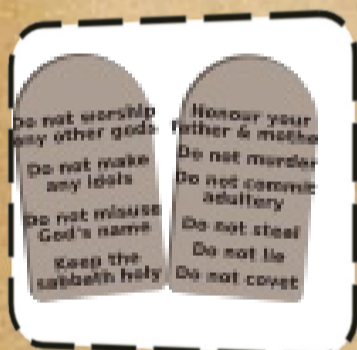 Do not worship
any other gods
Do not make
any idols
Do not misuse
God's name
Keep the
sabbath holy
Honour your
father & mother
Do not murder
Do not commit
adultery
Do not steal
Do not lie
Do not covet